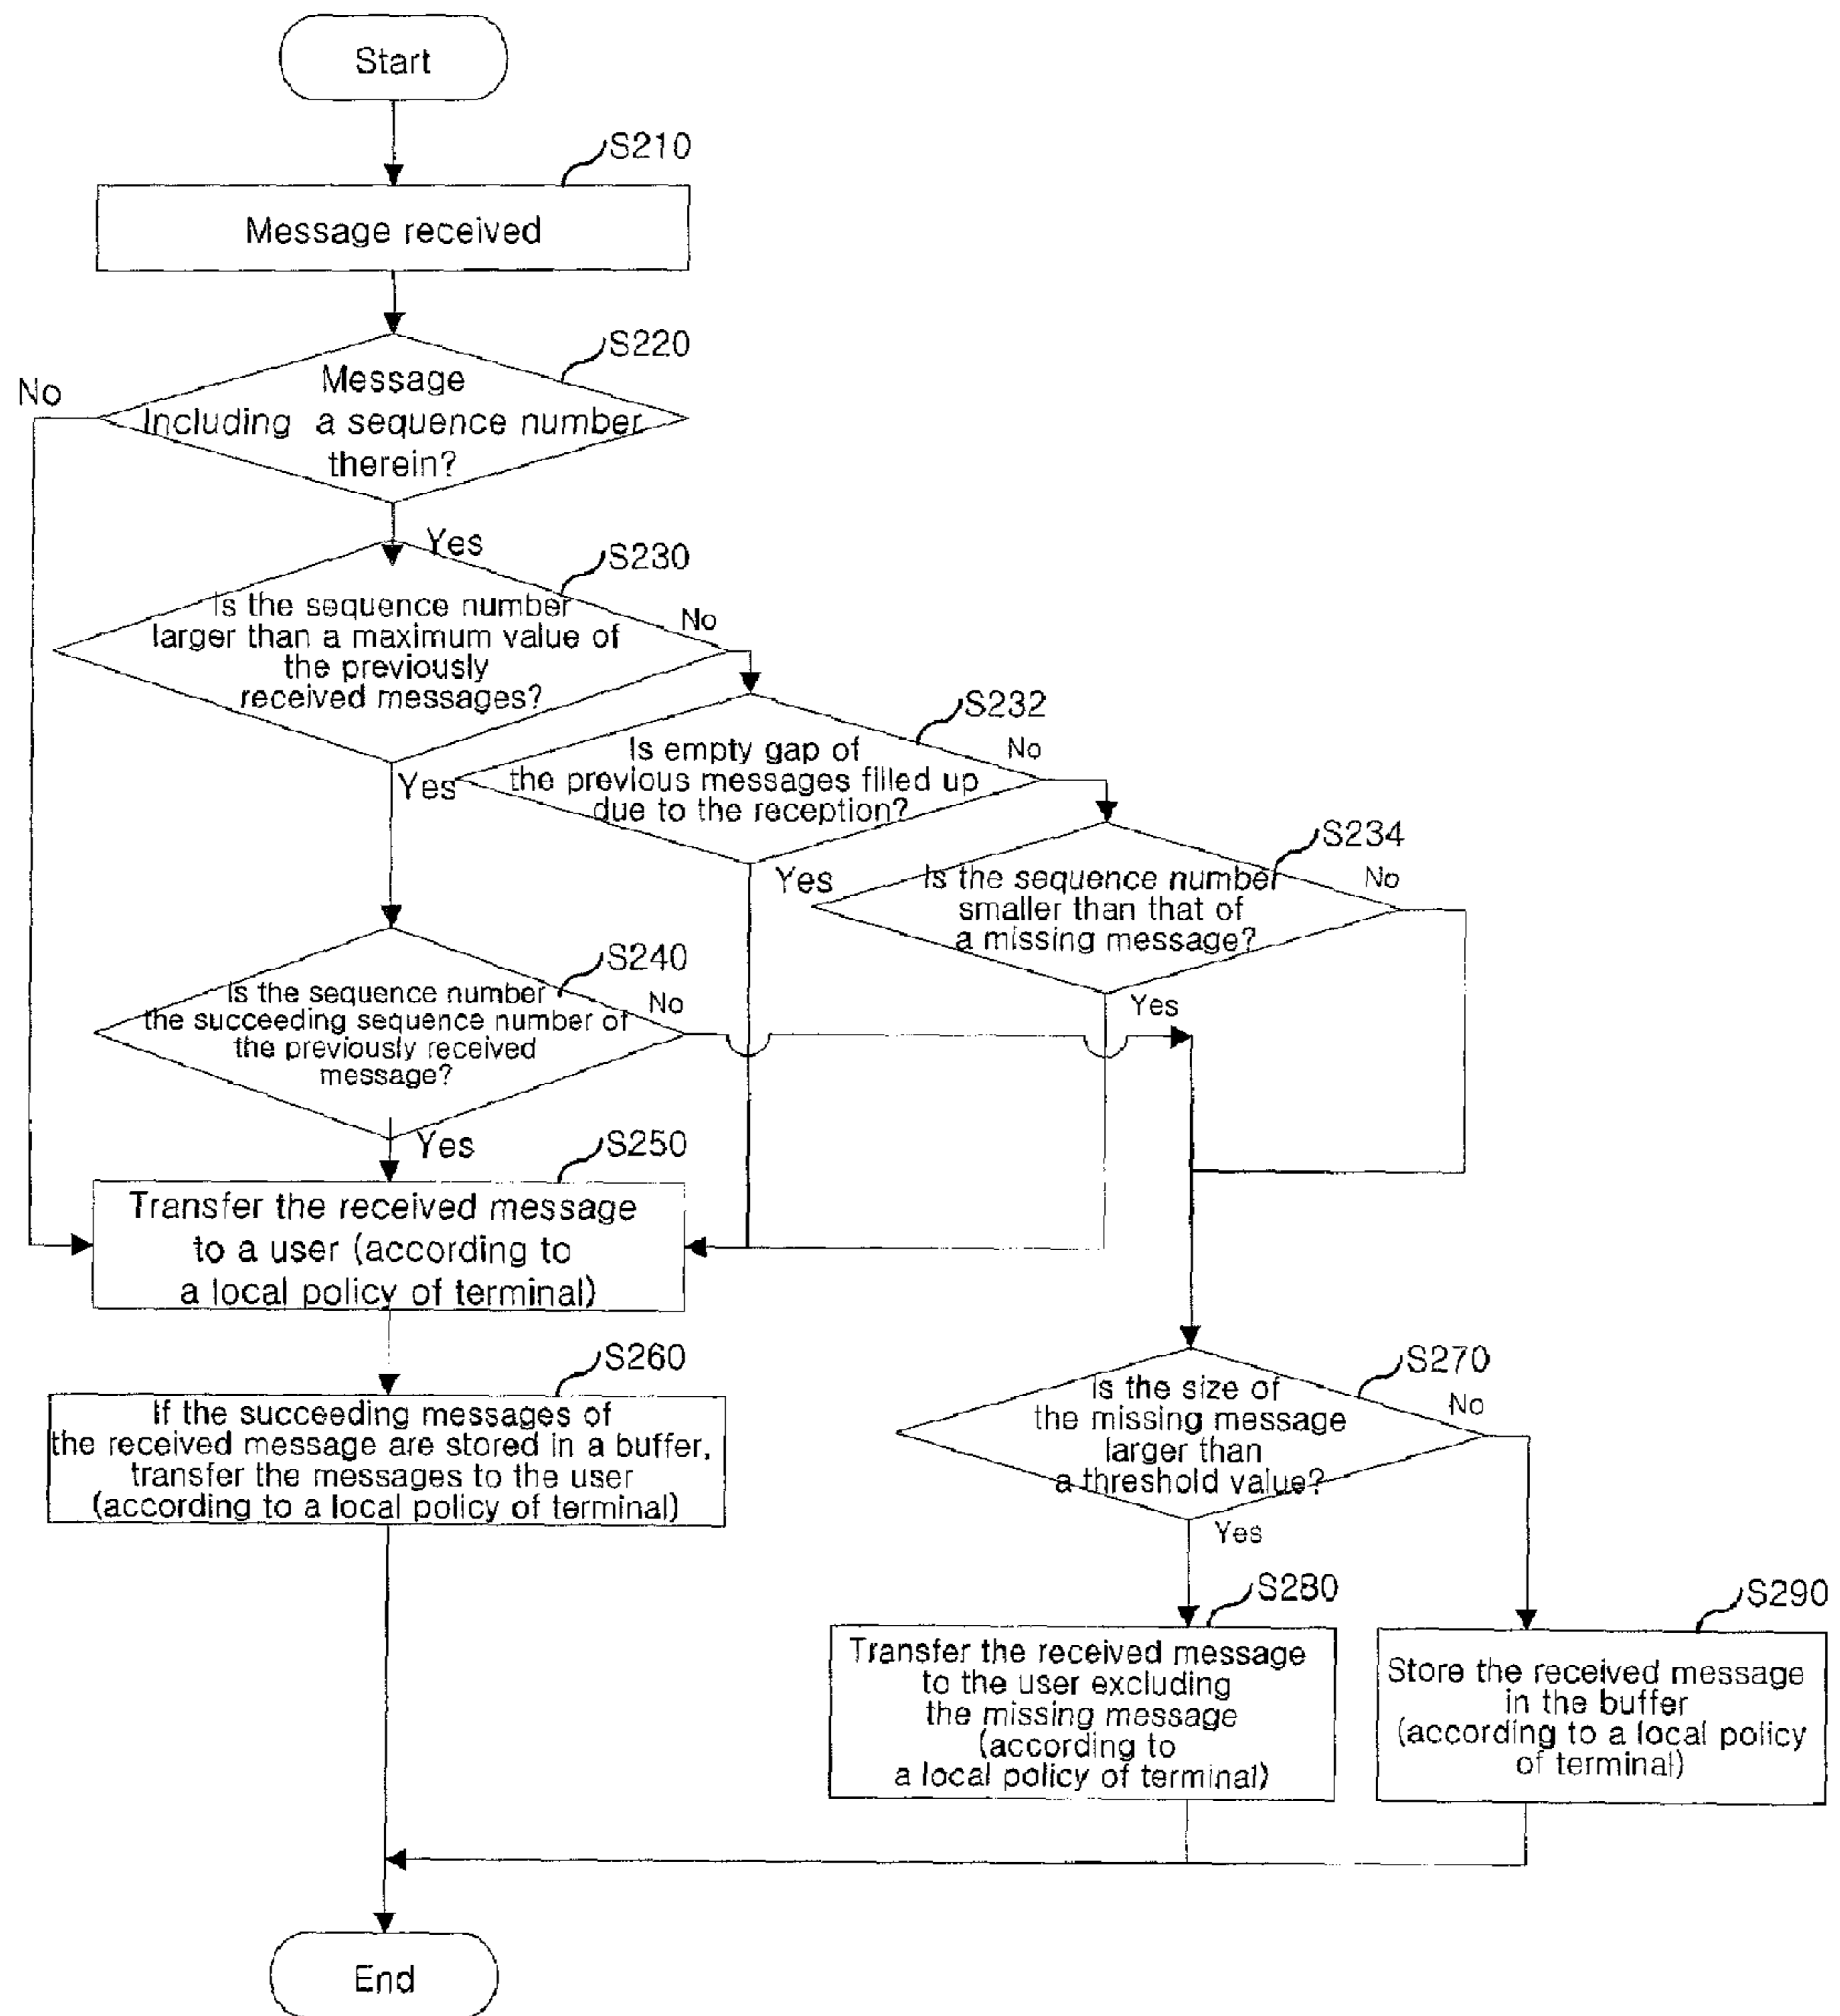 Start
S210
Message received
S220
Message
Including a sequence number
therein?
No
Yes
S230
Is the sequence number
larger than a maximum value of
the previously
received messages?
No
Yes
S232
Is empty gap of
the previous messages filled up
due to the reception?
No
Yes
S234
Is the sequence number
smaller than that of
a missing message?
No
Yes
S240
Is the sequence number
the succeeding sequence number of
the previously received
message?
No
Yes
S250
Transfer the received message
to a user (according to
a local policy of terminal)
S260
If the succeeding messages of
the received message are stored in a buffer,
transfer the messages to the user
(according to a local policy of terminal)
S270
Is the size of
the missing message
larger than
a threshold value?
No
Yes
S280
Transfer the received message
to the user excluding
the missing message
(according to
a local policy of terminal)
S290
Store the received message
in the buffer
(according to a local policy
of terminal)
End